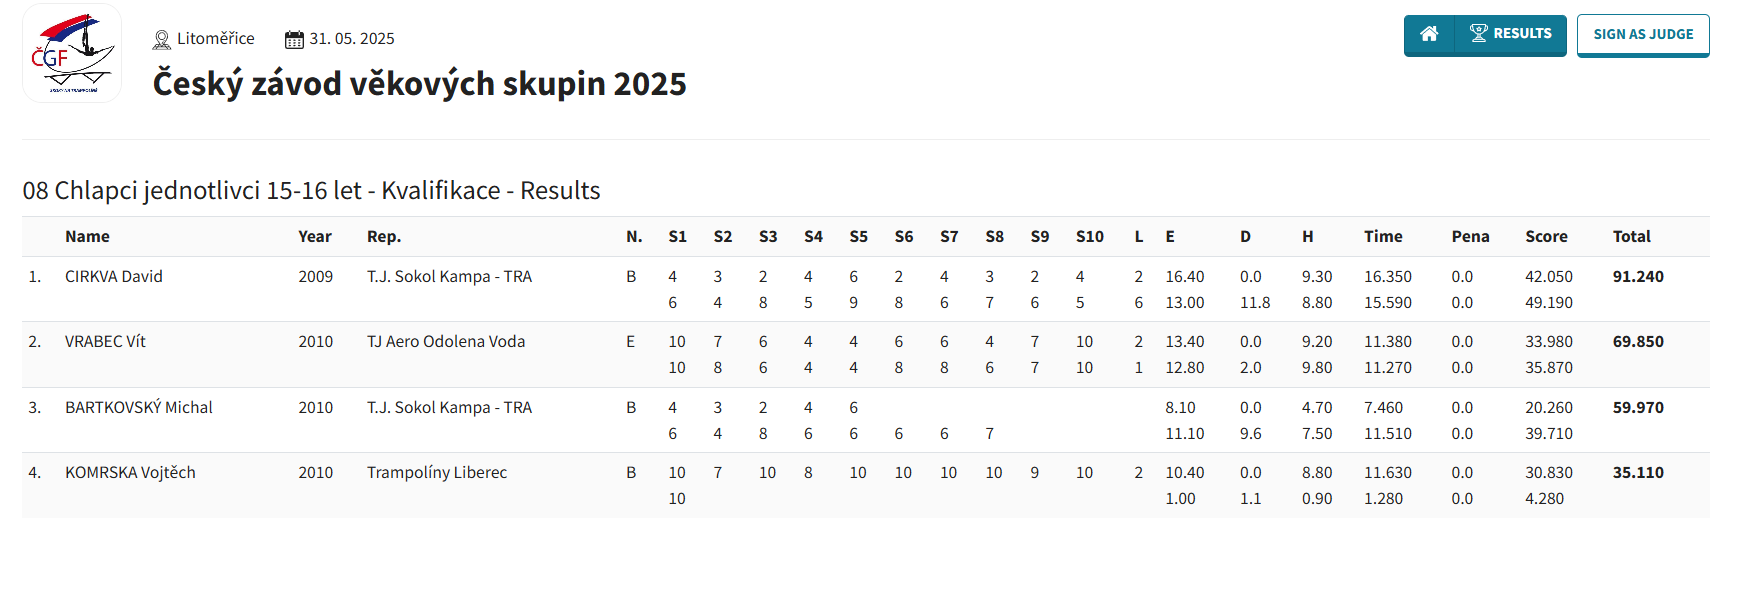 ČGF
Litoměřice 31. 05. 2025
RESULTS SIGN AS JUDGE
Český závod věkových skupin 2025
08 Chlapci jednotlivci 15-16 let - Kvalifikace - Results
Name Year Rep. N. S1 S2 S3 S4 S5 S6 S7 S8 S9 S10 L E D H Time Pena Score Total
1. CIRKVA David 2009 T.J. Sokol Kampa - TRA B 4 3 2 4 6 2 4 3 2 4 2 16.40 0.0 9.30 16.350 0.0 42.050 91.240
6 4 8 5 9 8 6 7 6 5 6 13.00 11.8 8.80 15.590 0.0 49.190
2. VRABEC Vít 2010 TJ Aero Odolena Voda E 10 7 6 4 4 6 6 4 7 10 2 13.40 0.0 9.20 11.380 0.0 33.980 69.850
10 8 6 4 4 8 8 6 7 10 1 12.80 2.0 9.80 11.270 0.0 35.870
3. BARTKOVSKÝ Michal 2010 T.J. Sokol Kampa - TRA B 4 3 2 4 6 8.10 0.0 4.70 7.460 0.0 20.260 59.970
6 4 8 6 6 6 6 7 11.10 9.6 7.50 11.510 0.0 39.710
4. KOMRSKA Vojtěch 2010 Trampolíny Liberec B 10 7 10 8 10 10 10 10 9 10 2 10.40 0.0 8.80 11.630 0.0 30.830 35.110
10 1.00 1.1 0.90 1.280 0.0 4.280